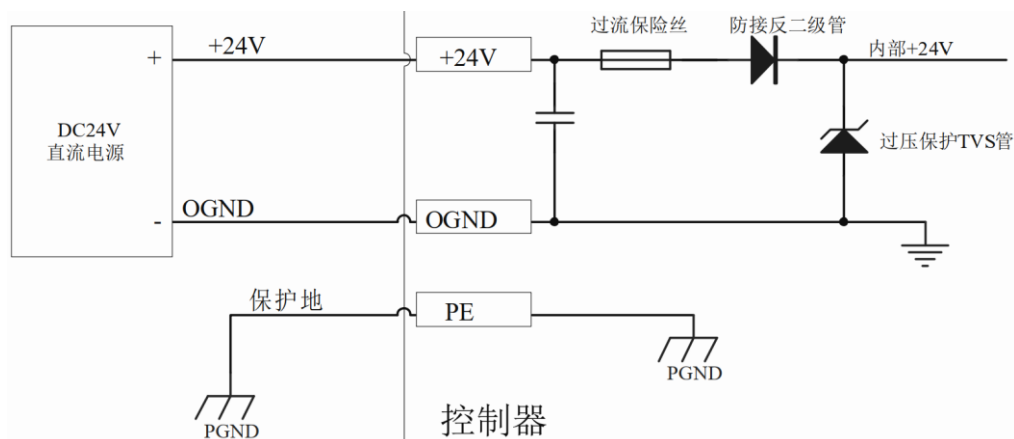 过流保险丝
防接反二级管
+
+24V
+24V
内部+24V
DC24V
直流电源
过压保护TVS管
-
OGND
OGND
保护地
PE
PGND
PGND
控制器